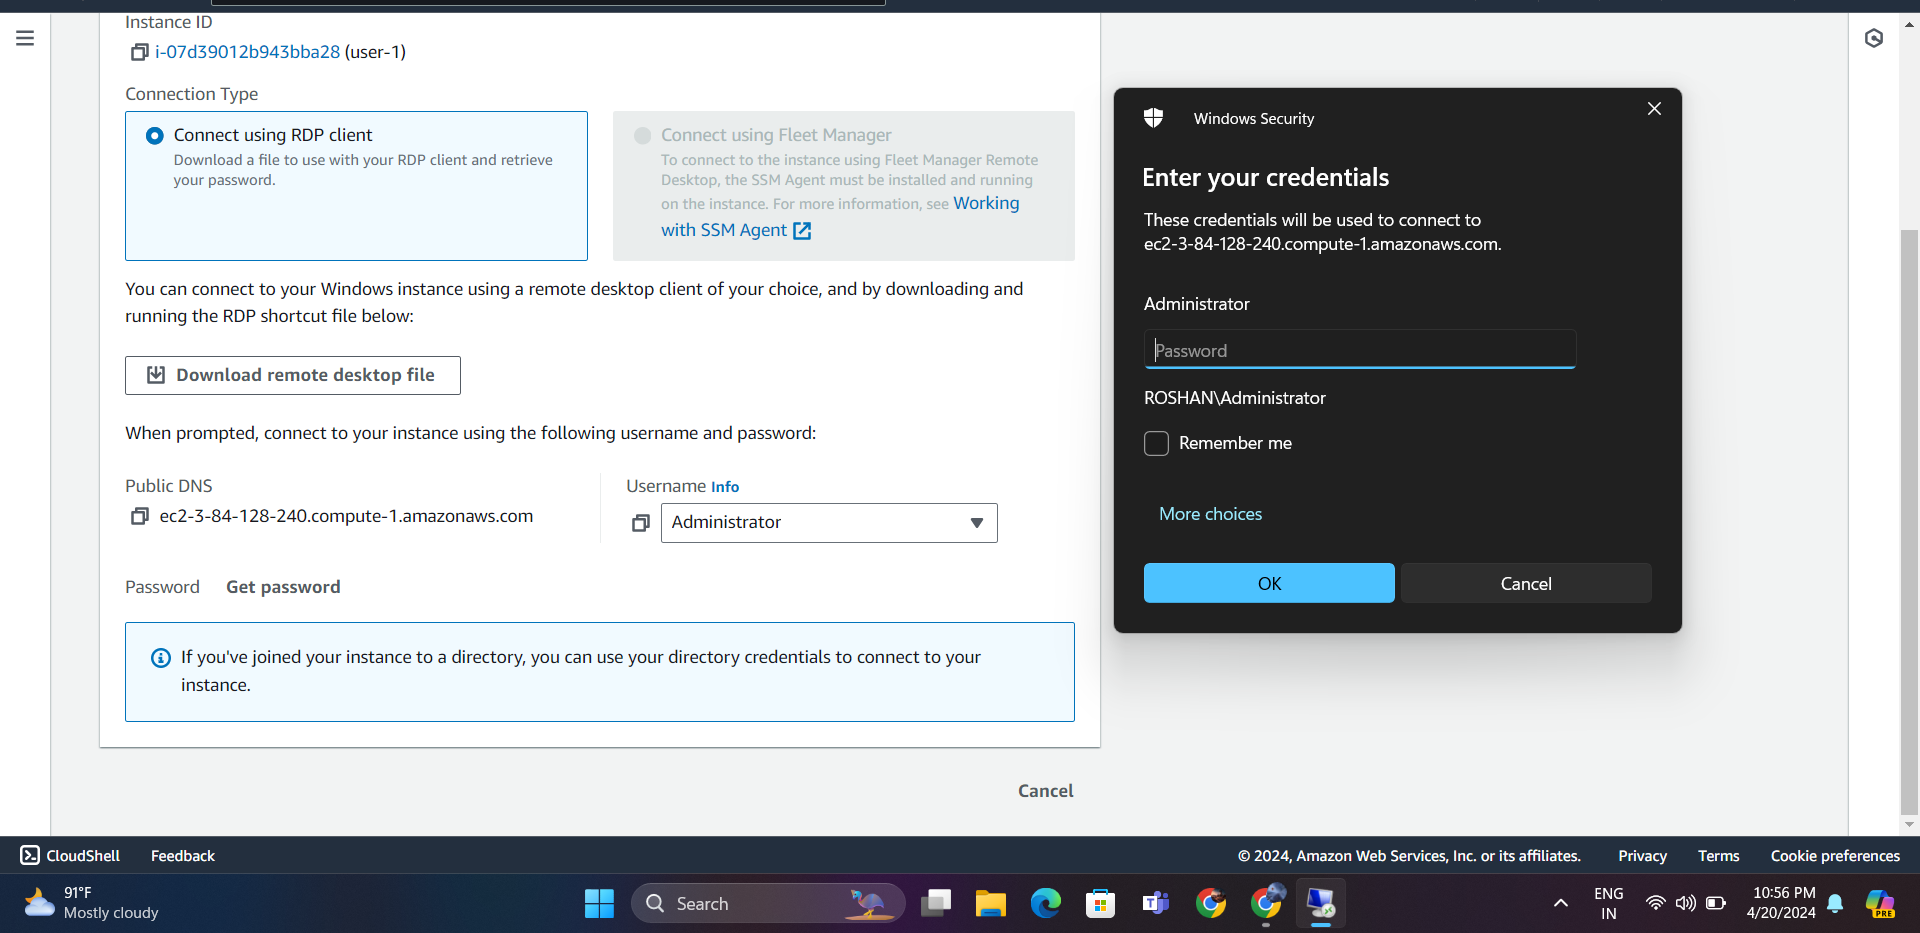 Instance ID
i-07d39012b943bba28 (user-1)
Connection Type
Connect using RDP client
Download a file to use with your RDP client and retrieve
your password.
Connect using Fleet Manager
To connect to the instance using Fleet Manager Remote
Desktop, the SSM Agent must be installed and running
on the instance. For more information, see Working
with SSM Agent
You can connect to your Windows instance using a remote desktop client of your choice, and by downloading and
running the RDP shortcut file below:
Download remote desktop file
When prompted, connect to your instance using the following username and password:
Public DNS
ec2-3-84-128-240.compute-1.amazonaws.com
Username Info
Administrator
Password Get password
If you've joined your instance to a directory, you can use your directory credentials to connect to your
instance.
Cancel
Windows Security
Enter your credentials
These credentials will be used to connect to
ec2-3-84-128-240.compute-1.amazonaws.com.
Administrator
Password
ROSHAN\Administrator
Remember me
More choices
OK
Cancel
CloudShell Feedback
© 2024, Amazon Web Services, Inc. or its affiliates. Privacy Terms Cookie preferences
91°F
Mostly cloudy
Search
PRE
ENG
IN
10:56 PM
4/20/2024